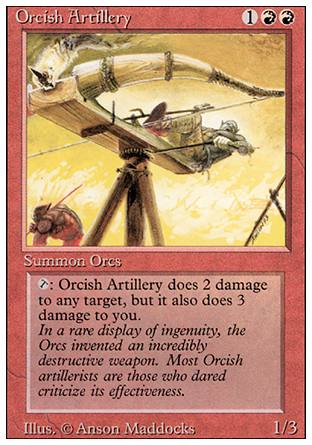 Orcish Artillery 1
Summon Orcs
: Orcish Artillery does 2 damage
to any target, but it also does 3
damage to you.
In a rare display of ingenuity, the
Orcs invented an incredibly
destructive weapon. Most Orcish
artillerists are those who dared
criticize its effectiveness.
Illus. © Anson Maddocks 1/3